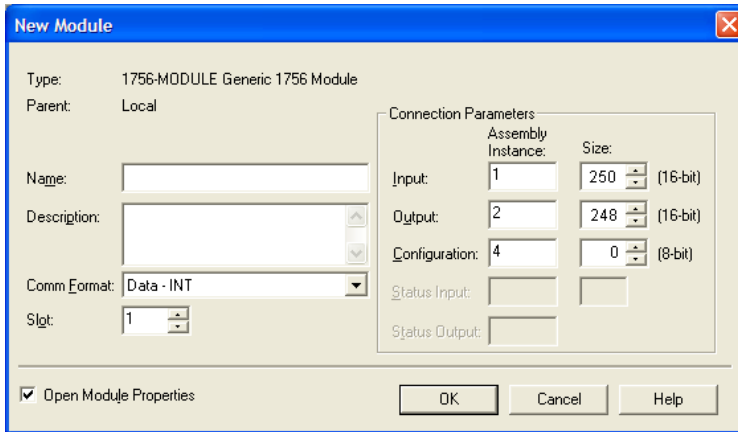 New Module
Type: 1756-MODULE Generic 1756 Module
Parent: Local
Connection Parameters
Assembly Instance: Size:
Name: Input: 1 250 (16-bit)
Description: Output: 2 248 (16-bit)
Configuration: 4 0 (8-bit)
Comm Format: Data - INT Status Input:
Slot: 1 Status Output:
Open Module Properties OK Cancel Help